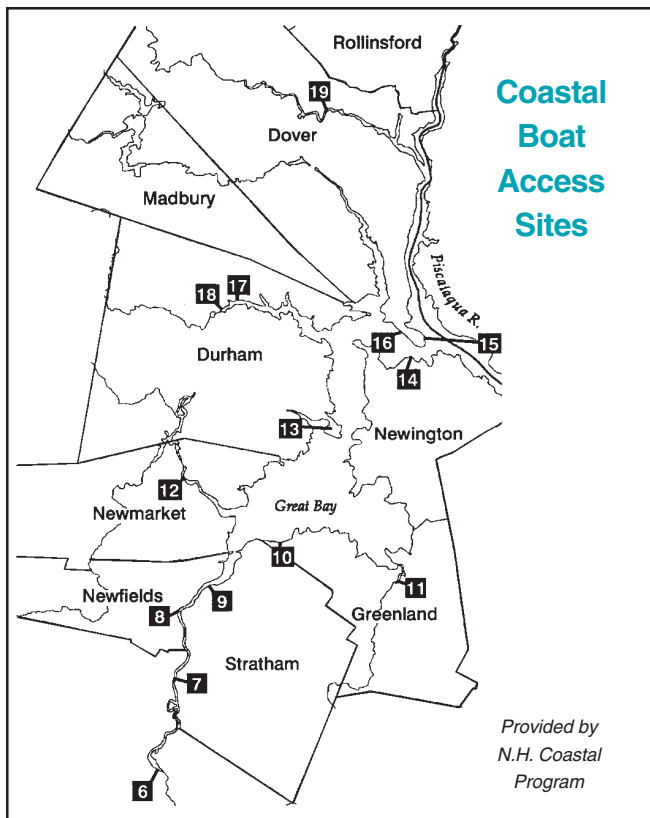 Rollinsford
Coastal
Boat
Access
Sites
19
Dover
Madbury
Piscataqua R.
17
18
16
15
Durham
14
13
Newington
12
Great Bay
Newmarket
10
11
Newfields
9
8
Greenland
Stratham
7
6
Provided by
N.H. Coastal
Program